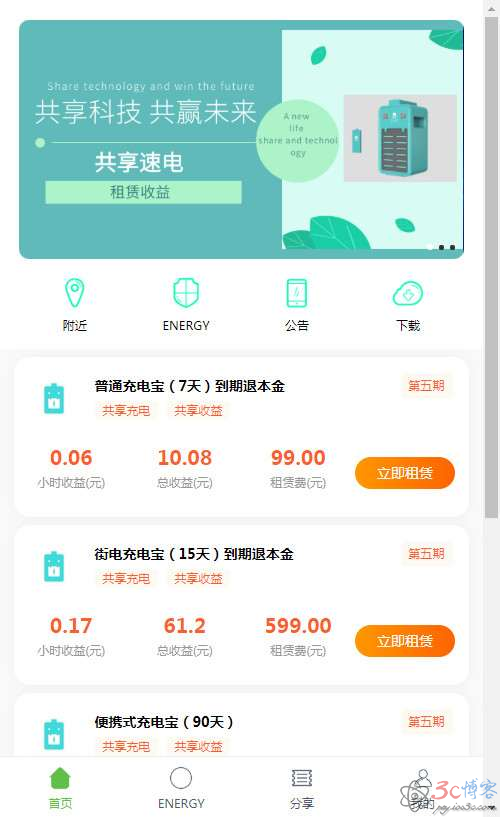 Share technology and win the future
共享科技 共赢未来
共享速电
租赁收益
A new
life
share and technol
ogy
附近
ENERGY
公告
下载
普通充电宝（7天）到期退本金
第五期
共享充电 共享收益
0.06 10.08 99.00
小时收益(元) 总收益(元) 租赁费(元)
立即租赁
街电充电宝（15天）到期退本金
第五期
共享充电 共享收益
0.17 61.2 599.00
小时收益(元) 总收益(元) 租赁费(元)
立即租赁
便携式充电宝（90天）
第五期
共享充电 共享收益
首页
ENERGY
分享
我的
3c博客